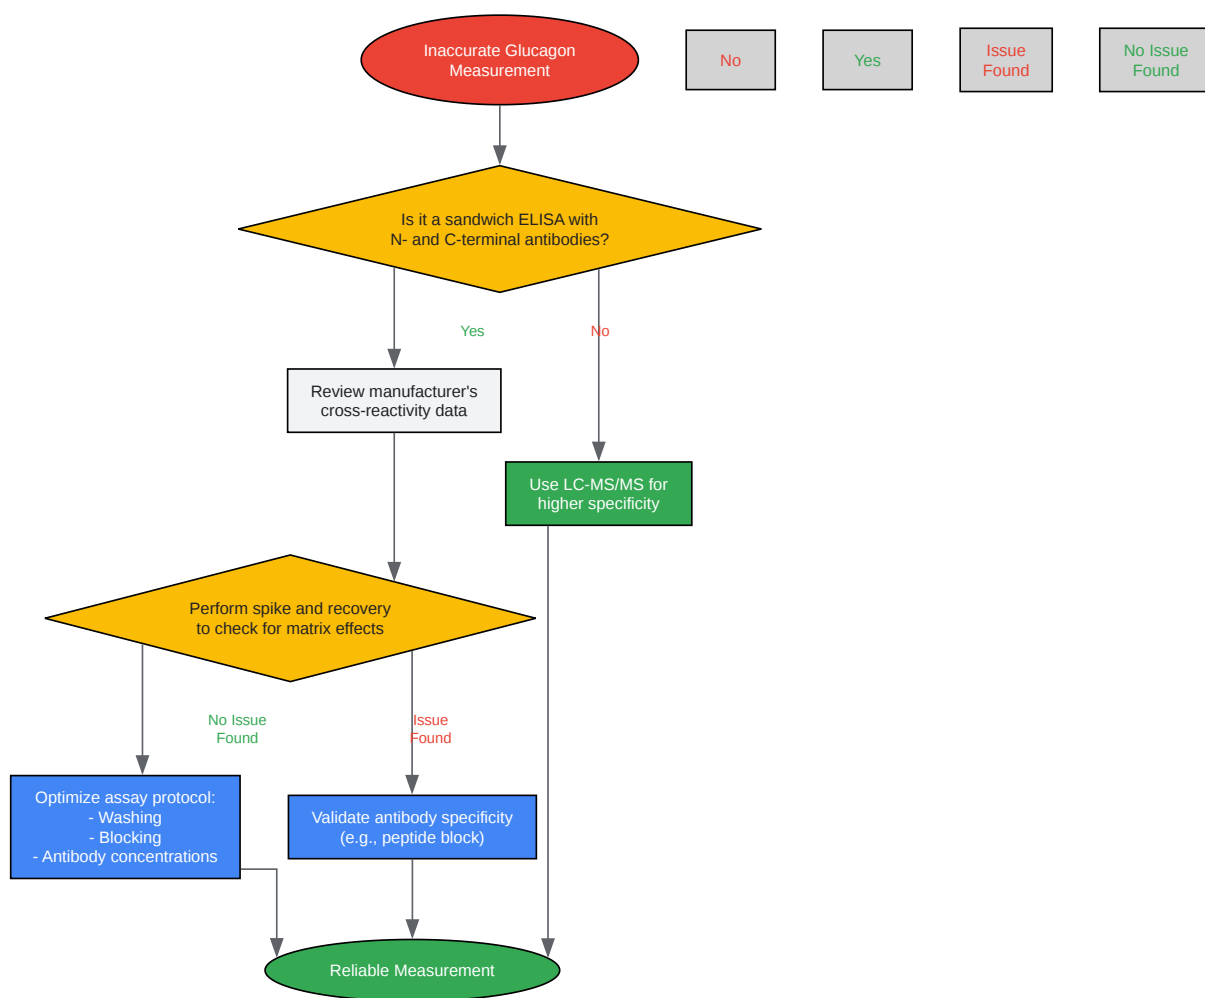 Inaccurate Glucagon
Measurement
No
Yes
Issue
Found
No Issue
Found
Is it a sandwich ELISA with
N- and C-terminal antibodies?
Yes
No
Review manufacturer's
cross-reactivity data
Use LC-MS/MS for
higher specificity
Perform spike and recovery
to check for matrix effects
No Issue
Found
Issue
Found
Optimize assay protocol:
- Washing
- Blocking
- Antibody concentrations
Validate antibody specificity
(e.g., peptide block)
Reliable Measurement